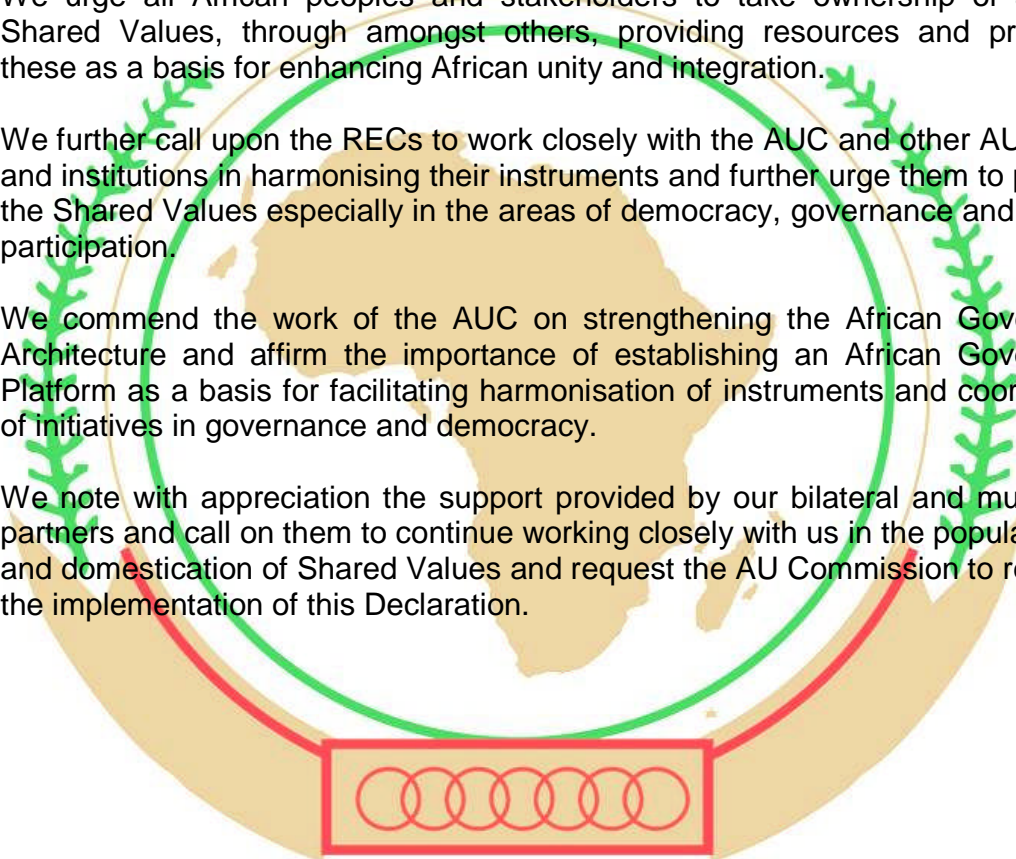 We urge all African peoples and stakeholders to take ownership of
Shared Values, through amongst others, providing resources and pr
these as a basis for enhancing African unity and integration.
We further call upon the RECs to work closely with the AUC and other AU
and institutions in harmonising their instruments and further urge them to p
the Shared Values especially in the areas of democracy, governance and
participation.
We commend the work of the AUC on strengthening the African Gov
Architecture and affirm the importance of establishing an African Gov
Platform as a basis for facilitating harmonisation of instruments and coor
of initiatives in governance and democracy.
We note with appreciation the support provided by our bilateral and mu
partners and call on them to continue working closely with us in the popula
and domestication of Shared Values and request the AU Commission to r
the implementation of this Declaration.